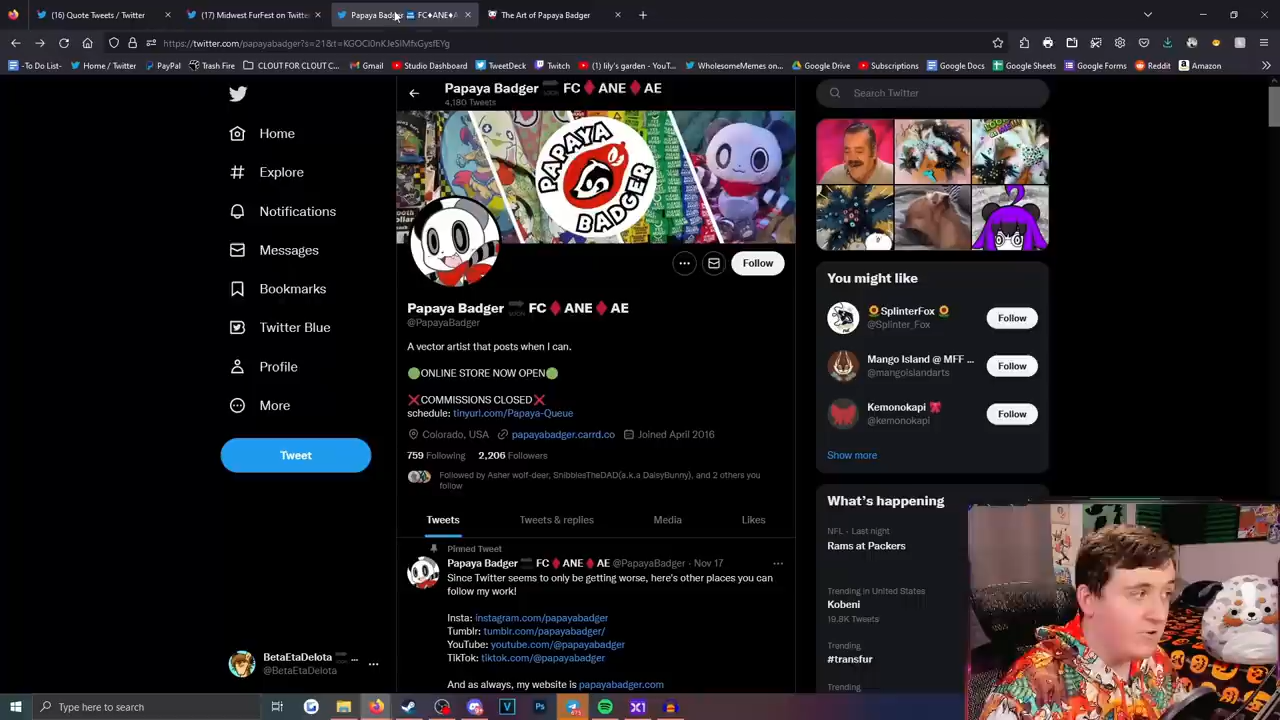 (16) Quote Tweets / Twitter
(17) Midwest FurFest on Twitte
Papaya Badger
The Art of Papaya Badger
https://twitter.com/papayabadger?s=21&t=KGOCl0nKJeSIMfxGysfEYg
-To Do List-
Home / Twitter
PayPal
Trash Fire
CLOUT FOR CLOUT C...
Gmail
Studio Dashboard
TweetDeck
Twitch
(1) lily's garden - YouT...
WholesomeMemes on ...
Google Drive
Subscriptions
Google Docs
Google Sheets
Google Forms
Reddit
Amazon
Papaya Badger FC ANE AE
4,180 Tweets
Search Twitter
Home
Explore
Notifications
Messages
Bookmarks
Twitter Blue
Profile
More
Tweet
BetaEtaDelota ...
@BetaEtaDelota
PAPAYA
BADGER
Follow
Papaya Badger FC ANE AE
@PapayaBadger
A vector artist that posts when I can.
ONLINE STORE NOW OPEN
COMMISSIONS CLOSED
schedule: tinyurl.com/Papaya-Queue
Colorado, USA papayabadger.carrd.co Joined April 2016
759 Following 2,206 Followers
Followed by Asher wolf-deer, SnibblesTheDAD(a.k.a DaisyBunny), and 2 others you
follow
Tweets Tweets & replies Media Likes
Pinned Tweet
Papaya Badger FC ANE AE @PapayaBadger · Nov 17
Since Twitter seems to only be getting worse, here's other places you can
follow my work!
Insta: instagram.com/papayabadger
Tumblr: tumblr.com/papayabadger/
YouTube: youtube.com/@papayabadger
TikTok: tiktok.com/@papayabadger
And as always, my website is papayabadger.com
You might like
SplinterFox
@Splinter_Fox
Follow
Mango Island @ MFF ...
@mangoislandarts
Follow
Kemonokapi
@kemonokapi
Follow
Show more
What's happening
NFL · Last night
Rams at Packers
Trending in United States
Kobeni
19.8K Tweets
Trending
#transfur
Trending
Type here to search